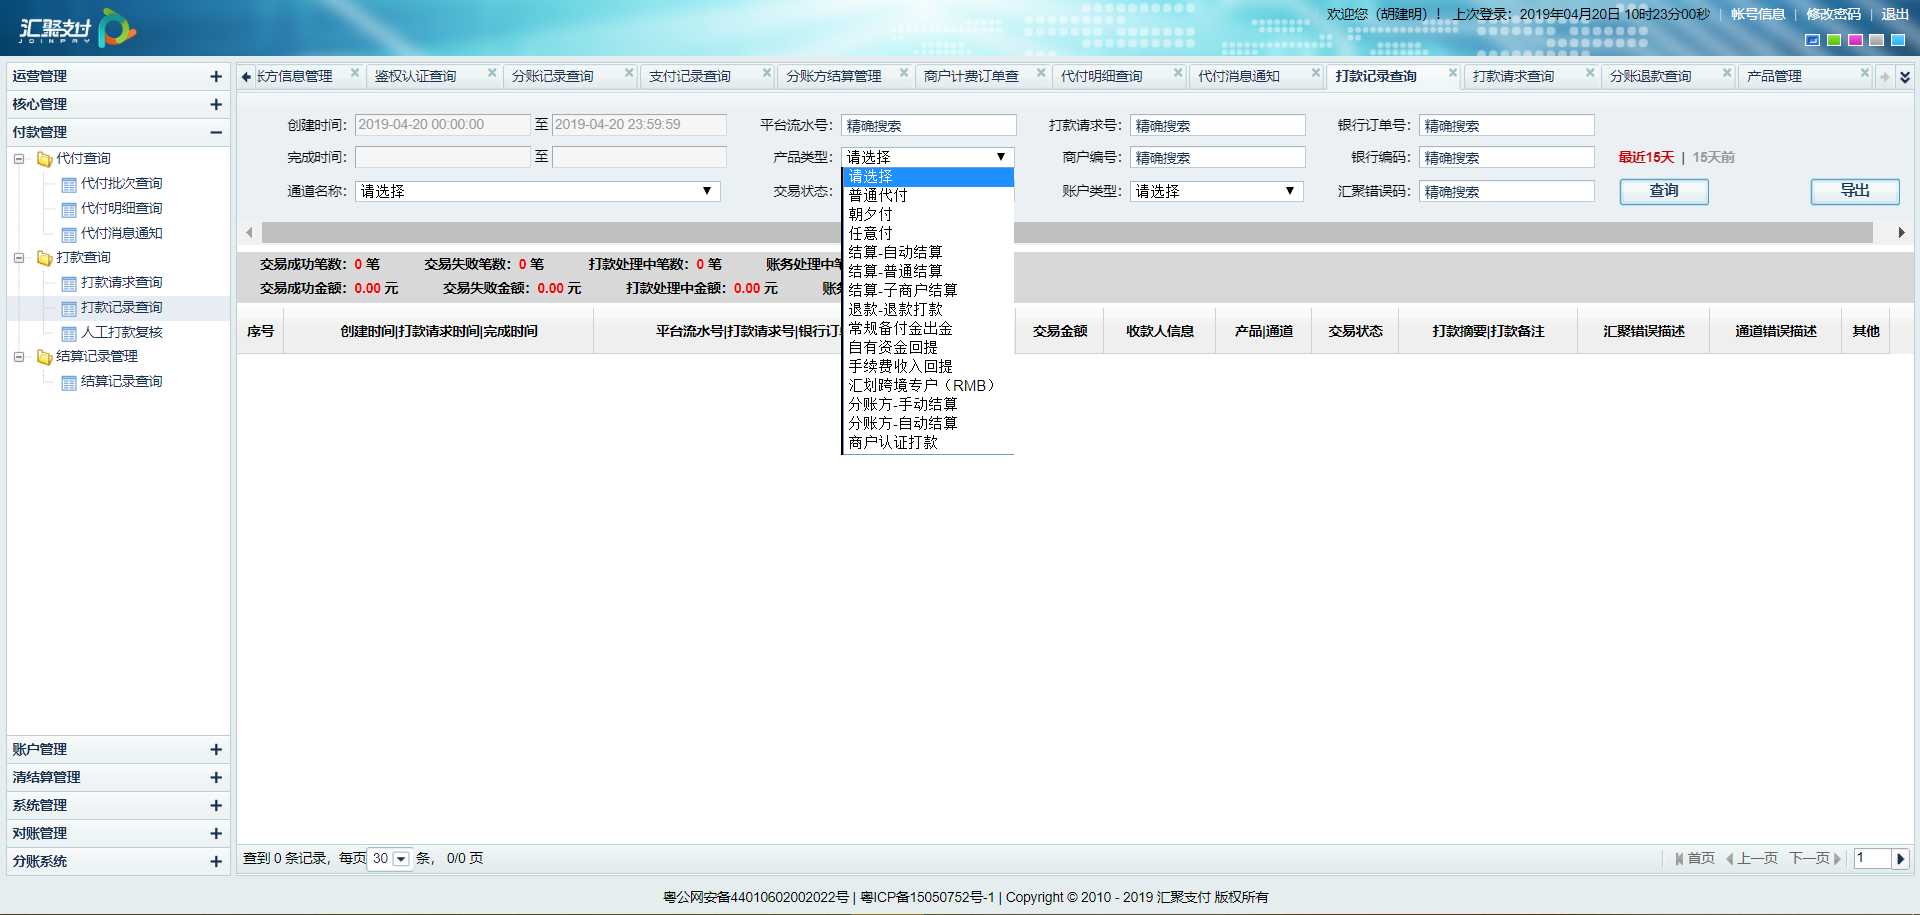 汇聚支付
JOINPAY
欢迎您（胡建明）！ 上次登录：2019年04月20日 10时23分00秒 | 帐号信息 | 修改密码 | 退出
运营管理
核心管理
付款管理
代付查询
代付批次查询
代付明细查询
代付消息通知
打款查询
打款请求查询
打款记录查询
人工打款复核
结算记录管理
结算记录查询
账户管理
清结算管理
系统管理
对账管理
分账系统
长方信息管理 鉴权认证查询 分账记录查询 支付记录查询 分账方结算管理 商户计费订单查 代付明细查询 代付消息通知 打款记录查询 打款请求查询 分账退款查询 产品管理
创建时间: 2019-04-20 00:00:00 至 2019-04-20 23:59:59 平台流水号: 精确搜索 打款请求号: 精确搜索 银行订单号: 精确搜索
完成时间: 至 产品类型: 请选择 商户编号: 精确搜索 银行编码: 精确搜索 最近15天 | 15天前
通道名称: 请选择 交易状态: 账户类型: 请选择 汇聚错误码: 精确搜索 查询 导出
请选择
普通代付
朝夕付
任意付
结算-自动结算
结算-普通结算
结算-子商户结算
退款-退款打款
常规备付金出金
自有资金回提
手续费收入回提
汇划跨境专户（RMB）
分账方-手动结算
分账方-自动结算
商户认证打款
交易成功笔数: 0 笔 交易失败笔数: 0 笔 打款处理中笔数: 0 笔 账务处理中笔
交易成功金额: 0.00 元 交易失败金额: 0.00 元 打款处理中金额: 0.00 元 账务
序号 创建时间|打款请求时间|完成时间 平台流水号|打款请求号|银行订单 交易金额 收款人信息 产品|通道 交易状态 打款摘要|打款备注 汇聚错误描述 通道错误描述 其他
查到 0 条记录，每页 30 条， 0/0 页 首页 上一页 下一页 1
粤公网安备44010602002022号 | 粤ICP备15050752号-1 | Copyright © 2010 - 2019 汇聚支付 版权所有